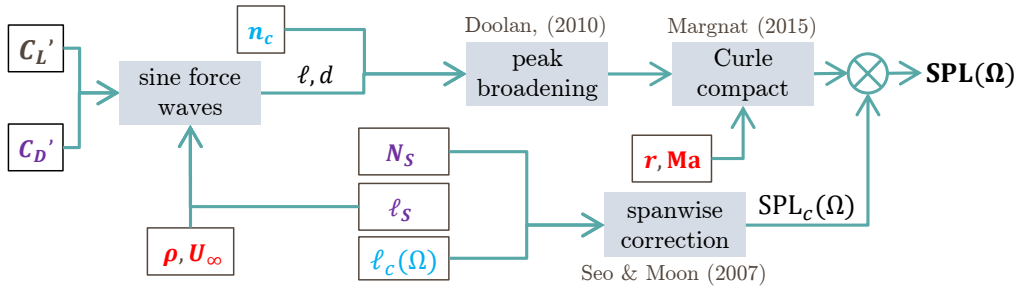 Doolan, (2010)
Margnat (2015)
C_L'
n_c
sine force
waves
ℓ, d
peak
broadening
Curle
compact
SPL(Ω)
C_D'
N_S
r, Ma
ℓ_S
spanwise
correction
SPL_c(Ω)
ρ, U_∞
ℓ_c(Ω)
Seo & Moon (2007)